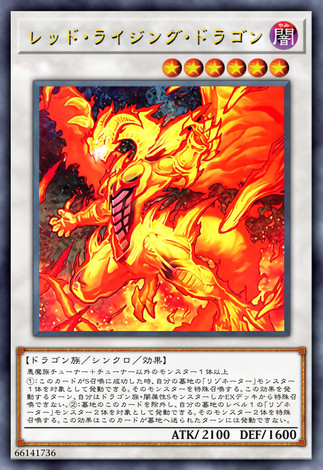 レッド・ライジング・ドラゴン
闇
やみ
【ドラゴン族／シンクロ／効果】
悪魔族チューナー＋チューナー以外のモンスター１体以上
①：このカードがS召喚に成功した時、自分の墓地の「リゾネーター」モンスター
１体を対象として発動できる。そのモンスターを特殊召喚する。この効果を発
動するターン、自分はドラゴン族・闇属性SモンスターしかEXデッキから特殊召
喚できない。②：墓地のこのカードを除外し、自分の墓地のレベル１の「リゾネ
ーター」モンスター２体を対象として発動できる。そのモンスター２体を特殊
召喚する。この効果はこのカードが墓地へ送られたターンには発動できない。
ATK/2100 DEF/1600
66141736